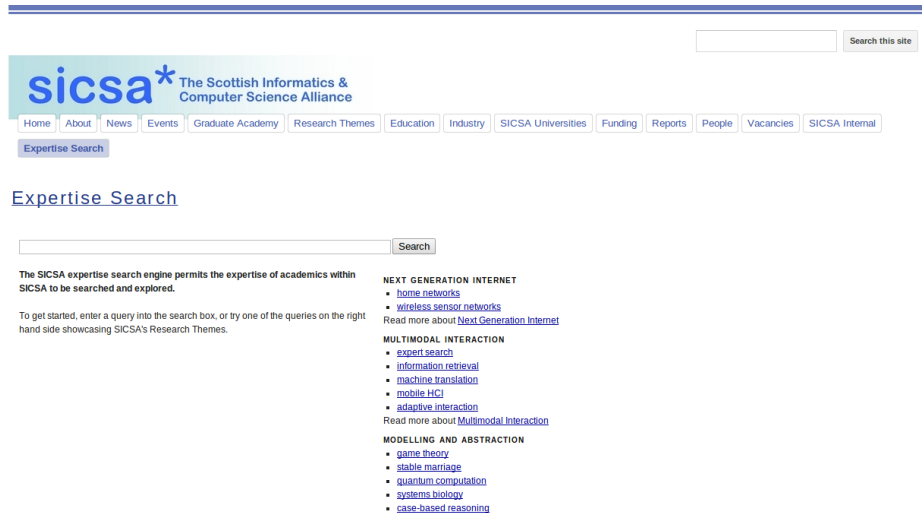 Search this site
sicsa* The Scottish Informatics &
Computer Science Alliance
Home About News Events Graduate Academy Research Themes Education Industry SICSA Universities Funding Reports People Vacancies SICSA Internal
Expertise Search
Expertise Search
Search
The SICSA expertise search engine permits the expertise of academics within
SICSA to be searched and explored.
To get started, enter a query into the search box, or try one of the queries on the right
hand side showcasing SICSA's Research Themes.
NEXT GENERATION INTERNET
home networks
wireless sensor networks
Read more about Next Generation Internet
MULTIMODAL INTERACTION
expert search
information retrieval
machine translation
mobile HCI
adaptive interaction
Read more about Multimodal Interaction
MODELLING AND ABSTRACTION
game theory
stable marriage
quantum computation
systems biology
case-based reasoning